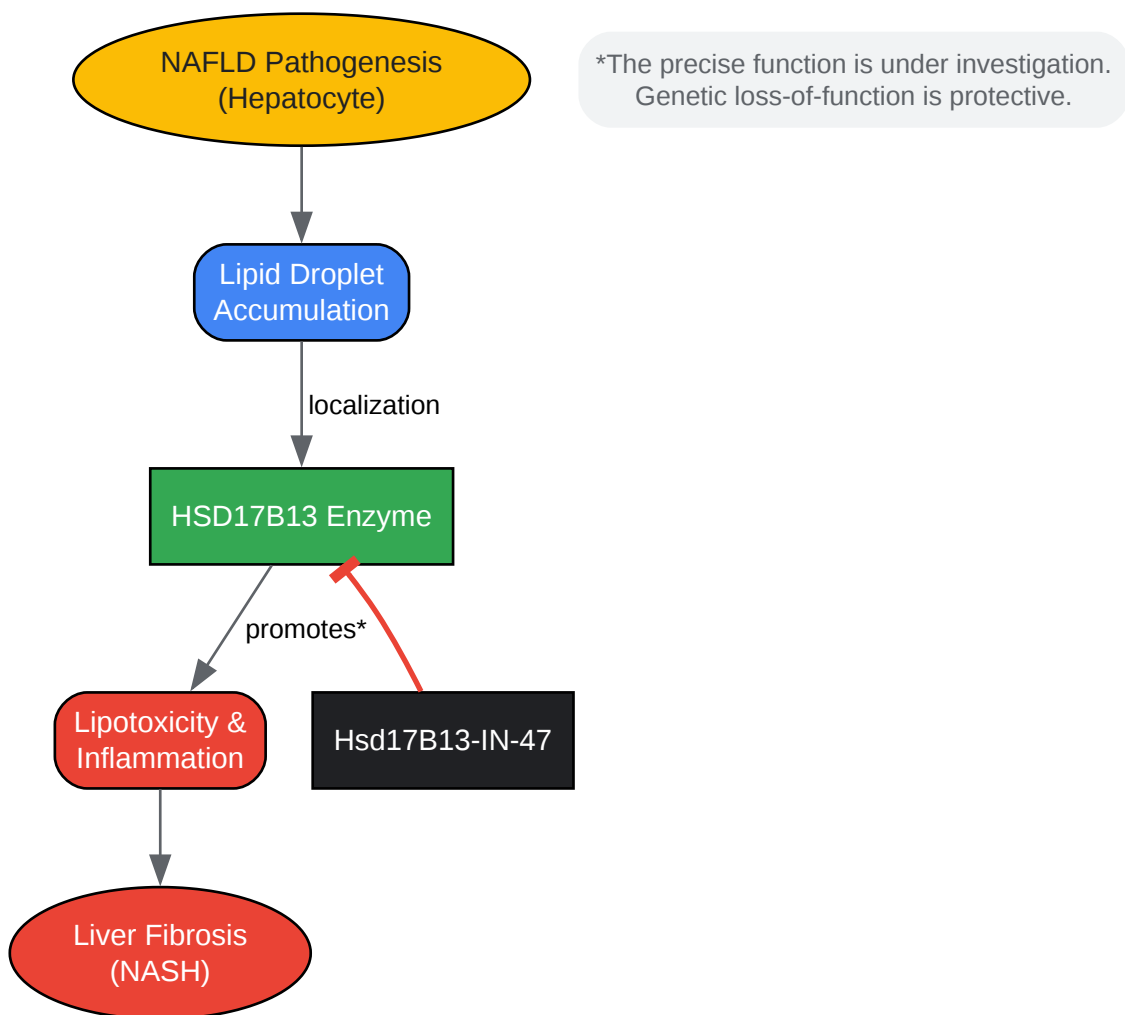 NAFLD Pathogenesis
(Hepatocyte)
*The precise function is under investigation.
Genetic loss-of-function is protective.
Lipid Droplet
Accumulation
localization
HSD17B13 Enzyme
promotes*
Lipotoxicity &
Inflammation
Hsd17B13-IN-47
Liver Fibrosis
(NASH)